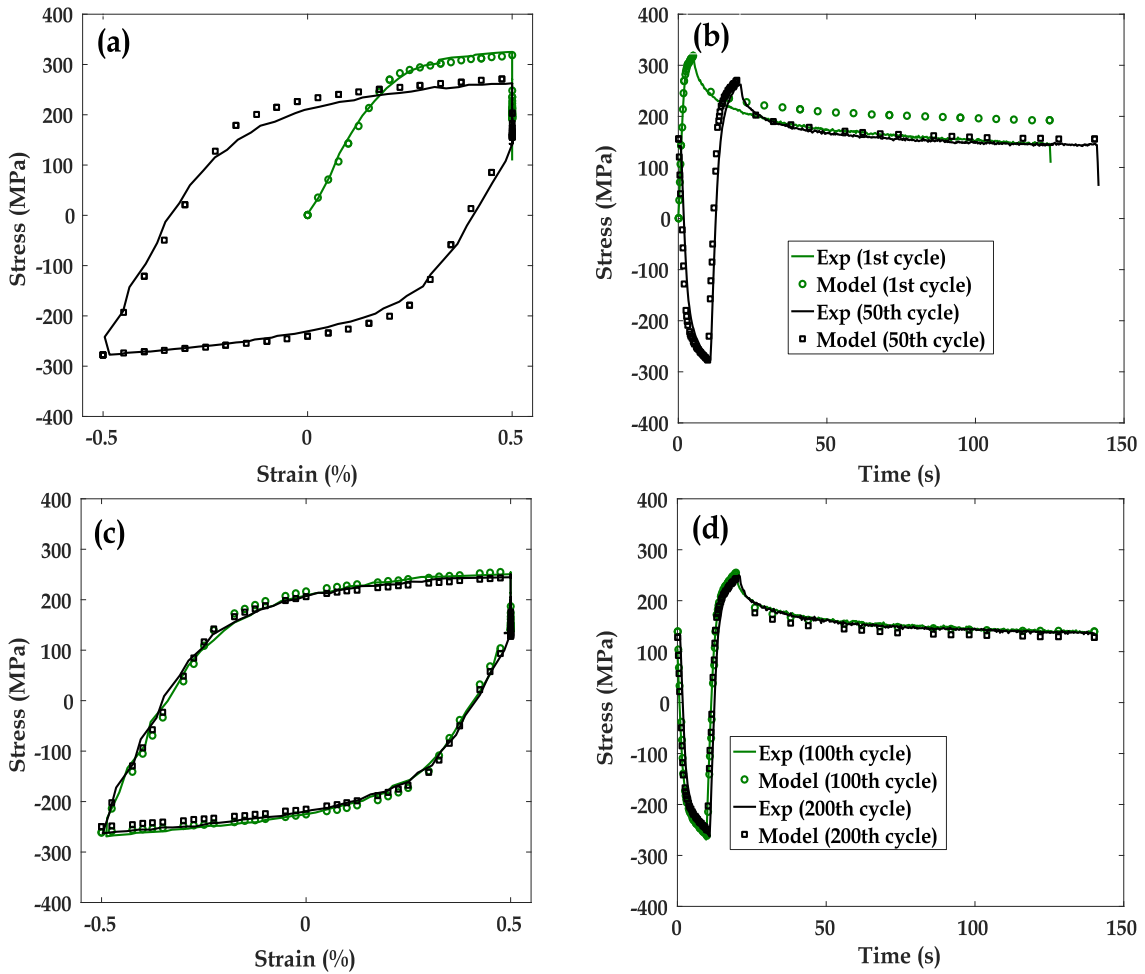 (a)
400
300
200
100
0
-100
-200
-300
-400
Stress (MPa)
-0.5
0
0.5
Strain (%)
(b)
400
300
200
100
0
-100
-200
-300
-400
Stress (MPa)
Exp (1st cycle)
Model (1st cycle)
Exp (50th cycle)
Model (50th cycle)
0
50
100
150
Time (s)
(c)
400
300
200
100
0
-100
-200
-300
-400
Stress (MPa)
-0.5
0
0.5
Strain (%)
(d)
400
300
200
100
0
-100
-200
-300
-400
Stress (MPa)
Exp (100th cycle)
Model (100th cycle)
Exp (200th cycle)
Model (200th cycle)
0
50
100
150
Time (s)